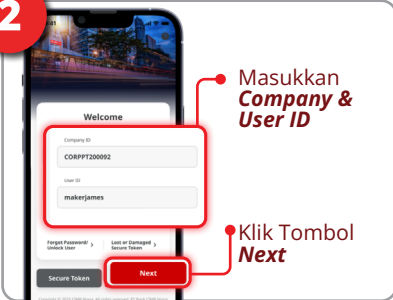 2
Masukkan
Company &
User ID
Welcome
Company ID
CORPPT200092
User ID
makerjames
Forgot Password/
Unlock User
Lost or Damaged
Secure Token
Klik Tombol
Next
Secure Token
Next